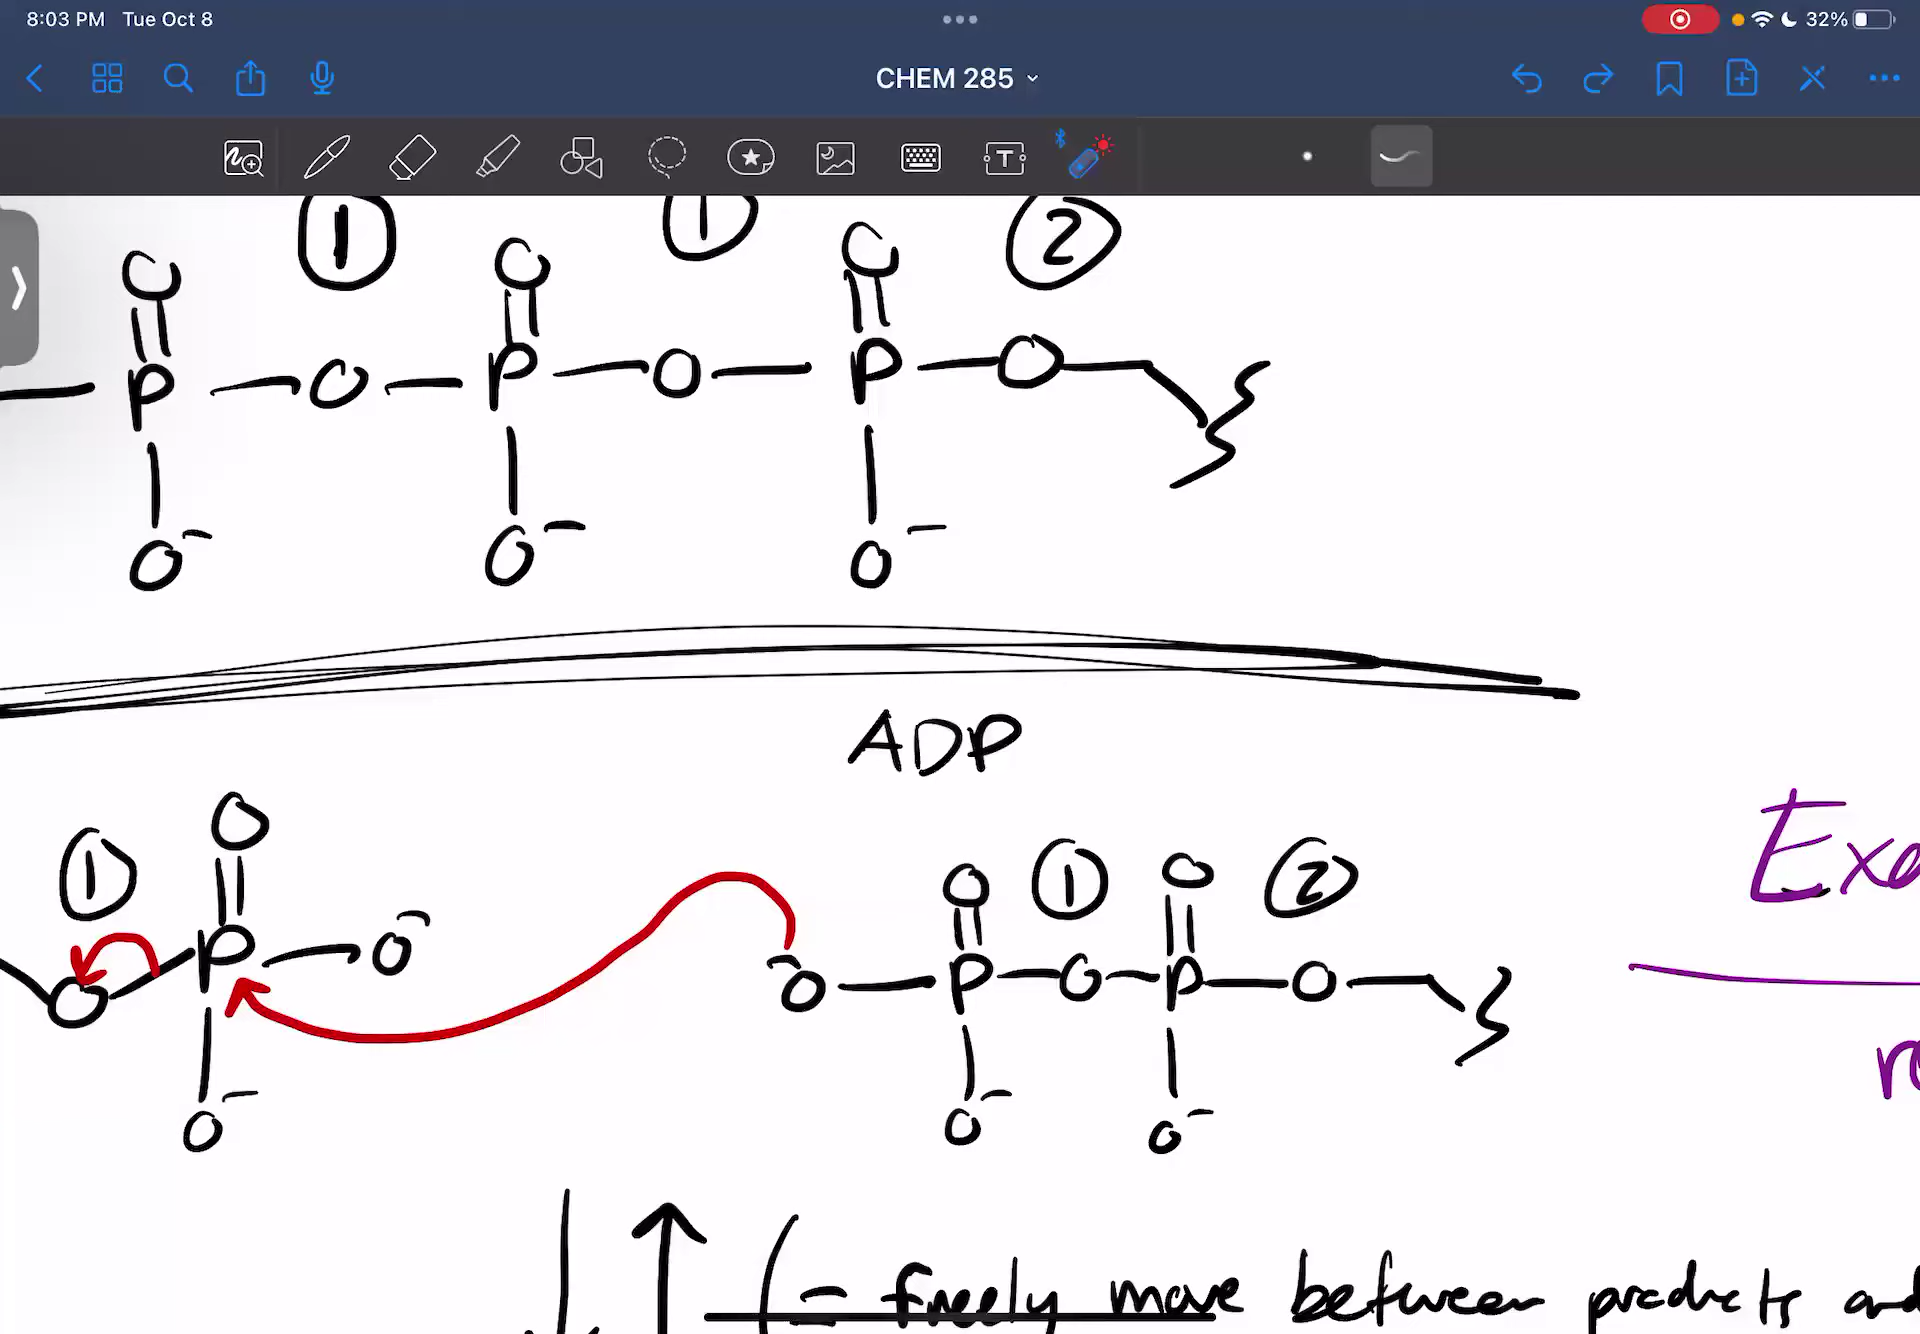 8:03 PM Tue Oct 8
32%
CHEM 285
T
1 1 2
O O O
P O P O P O
O⁻ O⁻ O⁻
ADP
1 O O 1 O 2
O P O⁻ ⁻O P O P O
O⁻ O⁻ O⁻
Exe
(- freely move between products and